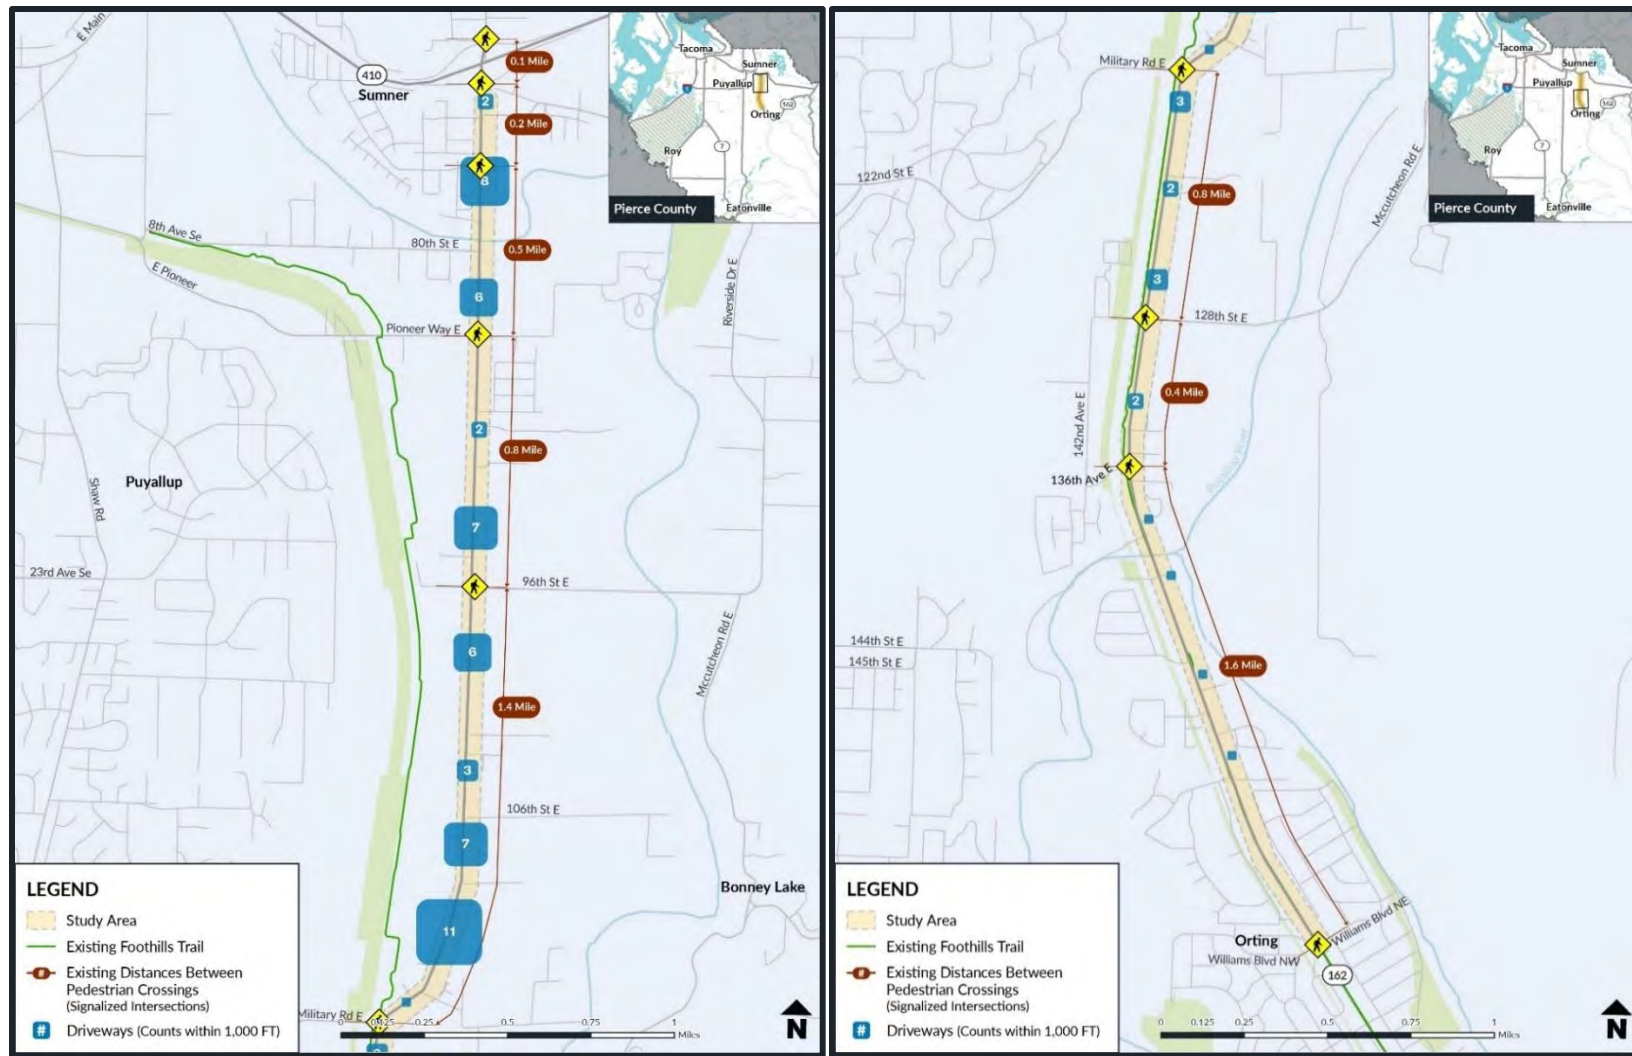 E Main
410
Sumner
0.1 Mile
2
0.2 Mile
8
8th Ave Se
80th St E
0.5 Mile
E Pioneer
6
Pioneer Way E
Riverside Dr E
2
0.8 Mile
Puyallup
Shaw Rd
7
23rd Ave Se
96th St E
6
Mccutcheon Rd E
1.4 Mile
3
106th St E
7
Bonney Lake
11
Military Rd E
Tacoma
Sumner
Puyallup
162
Orting
Roy
7
Eatonville
Pierce County
LEGEND
Study Area
Existing Foothills Trail
#
Existing Distances Between
Pedestrian Crossings
(Signalized Intersections)
#
Driveways (Counts within 1,000 FT)
0 0.125 0.25 0.5 0.75 1
Miles
N
Military Rd E
3
122nd St E
2
0.8 Mile
Mccutcheon Rd E
3
128th St E
0.4 Mile
2
142nd Ave E
136th Ave E
Puyallup River
144th St E
145th St E
1.6 Mile
Williams Blvd NE
Orting
Williams Blvd NW
162
Tacoma
Sumner
Puyallup
162
Orting
Roy
7
Eatonville
Pierce County
LEGEND
Study Area
Existing Foothills Trail
#
Existing Distances Between
Pedestrian Crossings
(Signalized Intersections)
#
Driveways (Counts within 1,000 FT)
0 0.125 0.25 0.5 0.75 1
Miles
N